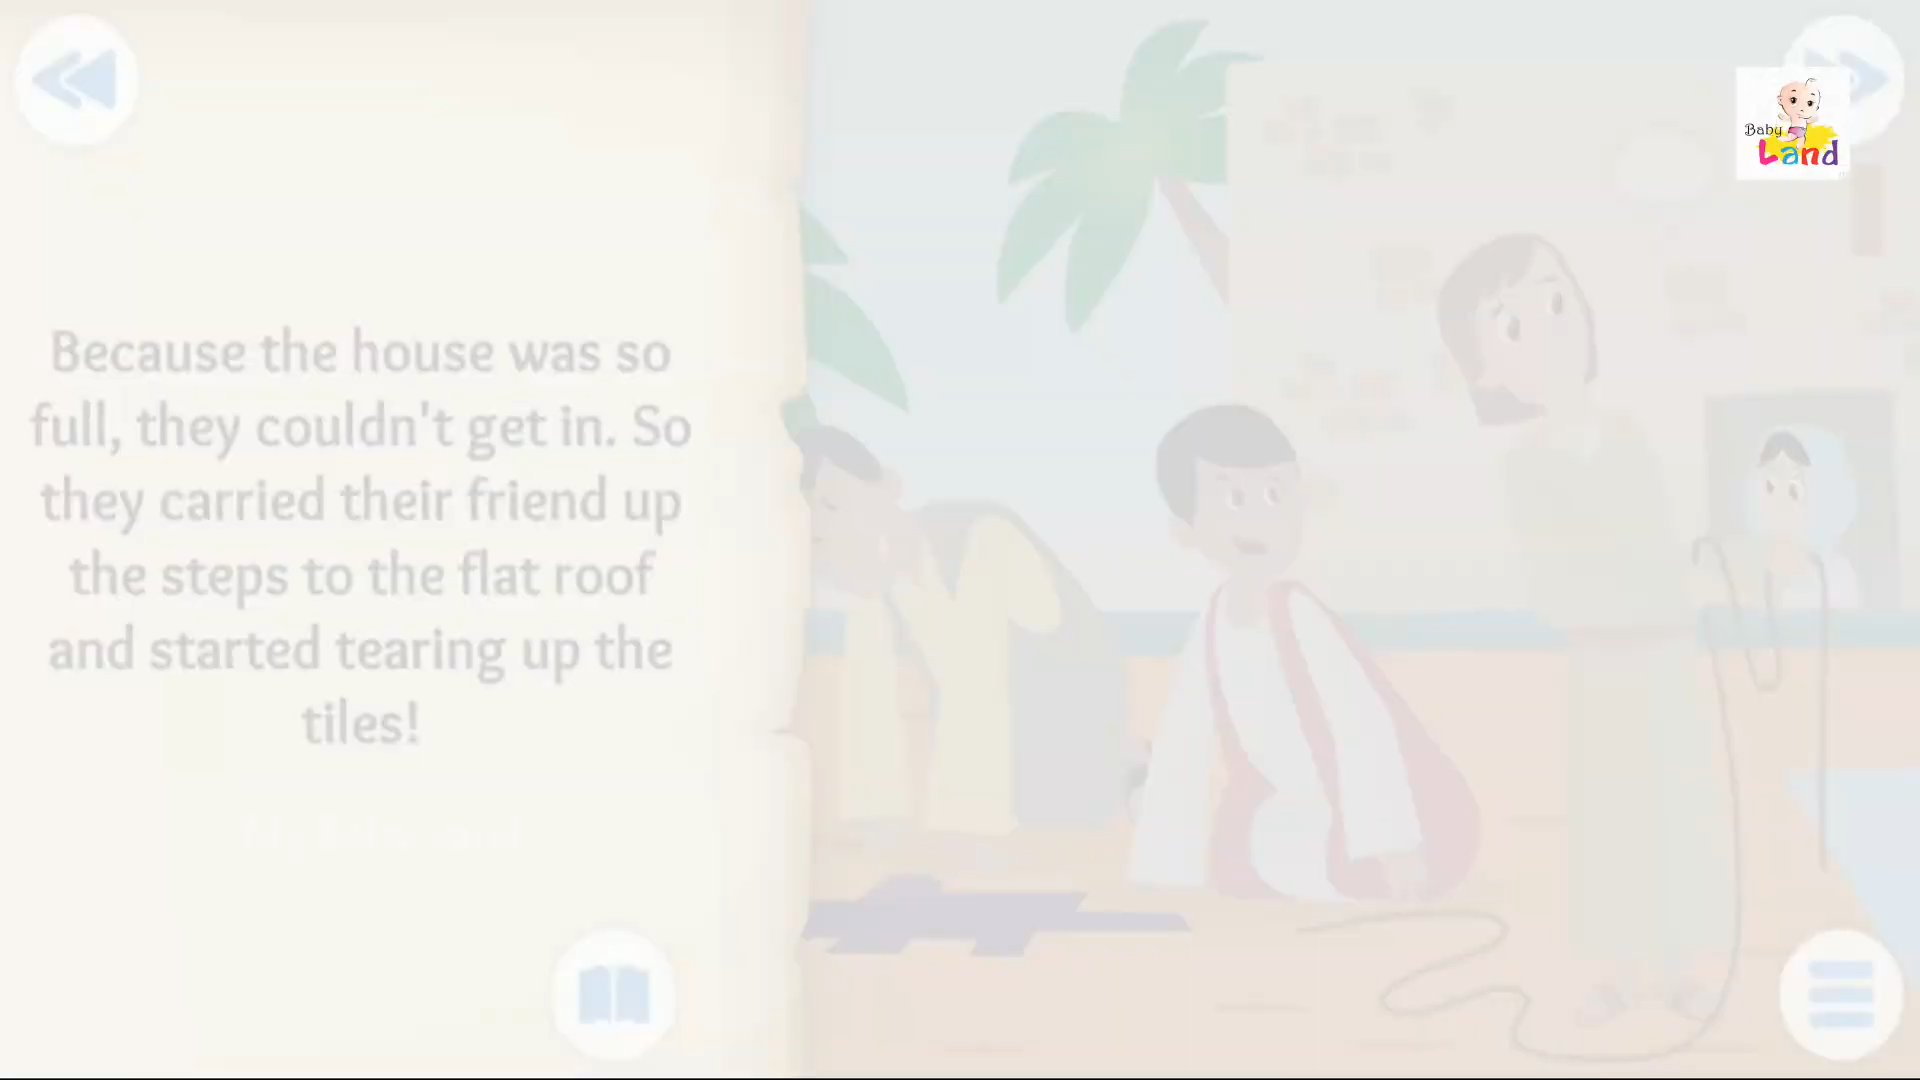 Because the house was so
full, they couldn't get in. So
they carried their friend up
the steps to the flat roof
and started tearing up the
tiles!
Baby
Land